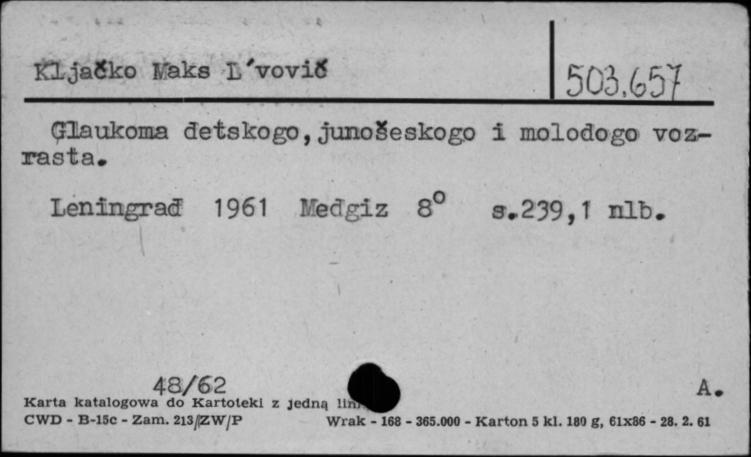 Kljačko Maks L'vovič
503.657
Glaukoma detskogo, junošeskogo i molodogo voz-
rasta.
Leningrad 1961 Medgiz 8° s.239,1 nlb.
48/62
A.
Karta katalogowa do Kartoteki z jedną
CWD - B-15c - Zam. 213/ZW/P Wrak - 168 - 365.000 - Karton 5 kl. 180 g, 61x86 - 28. 2. 61